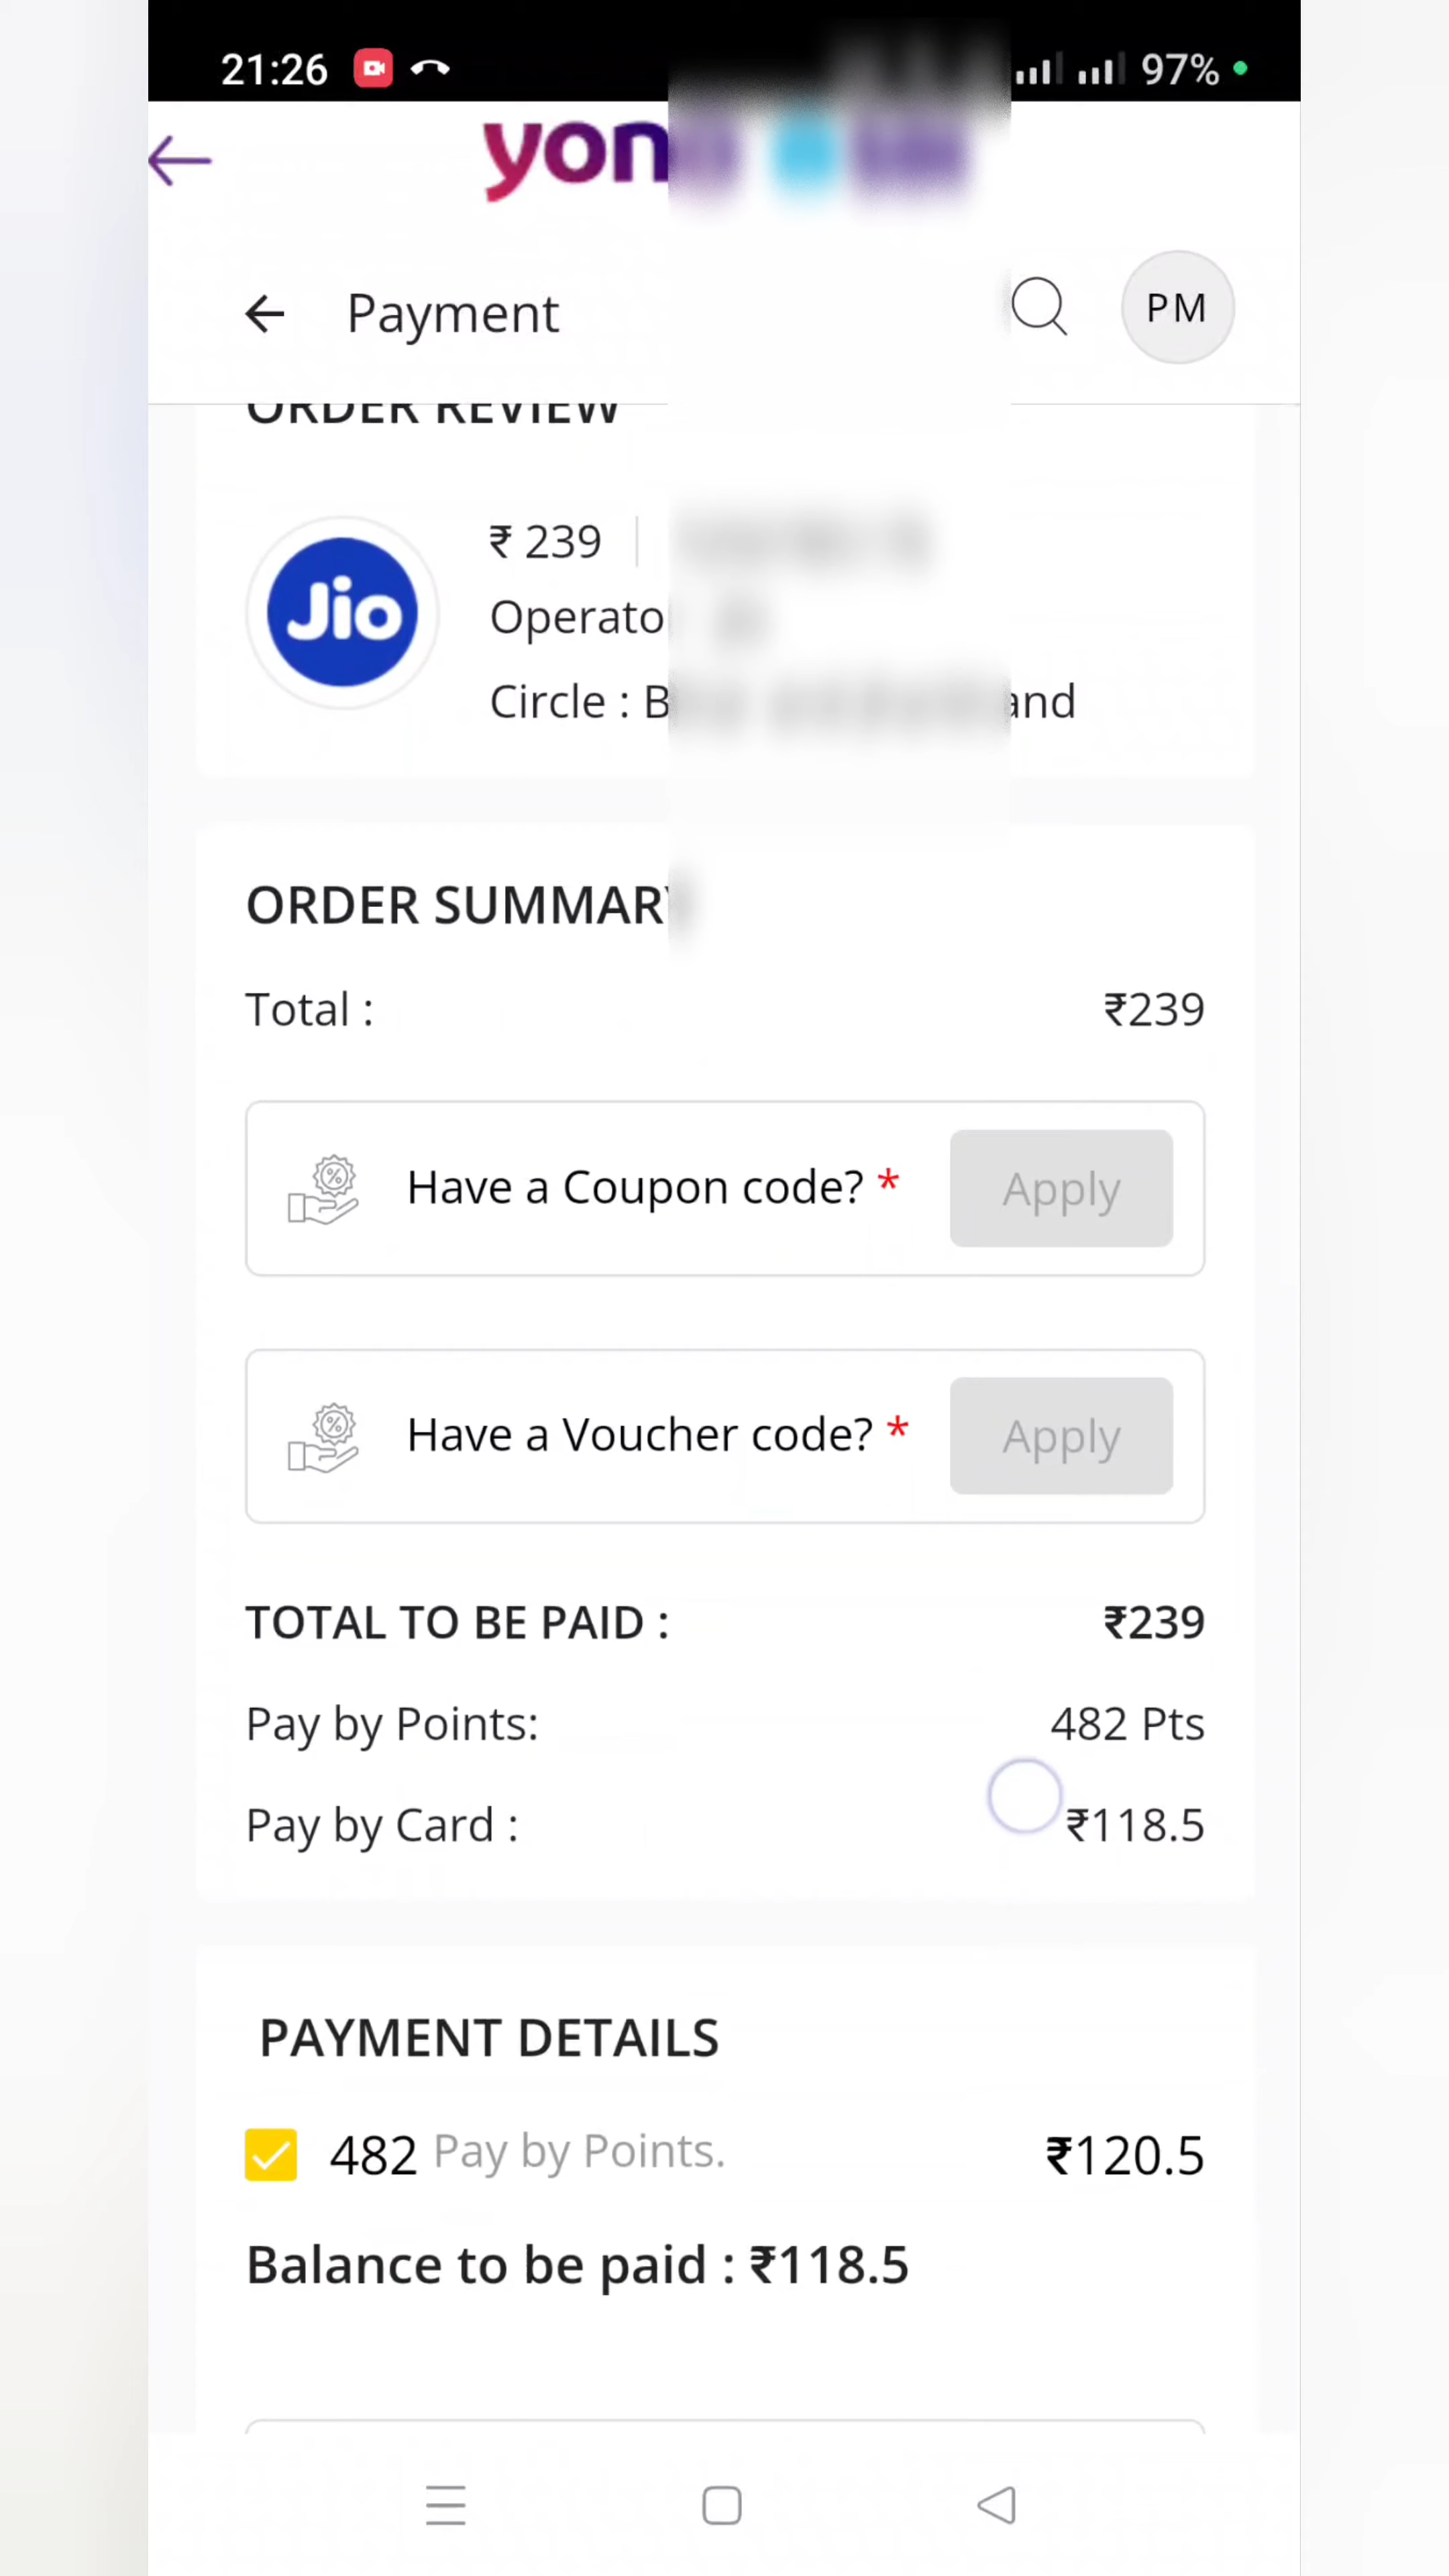 21:26 97%
yon
Payment PM
ORDER REVIEW
Jio
₹ 239
Operato
Circle : B and
ORDER SUMMARY
Total : ₹239
Have a Coupon code? * Apply
Have a Voucher code? * Apply
TOTAL TO BE PAID : ₹239
Pay by Points: 482 Pts
Pay by Card : ₹118.5
PAYMENT DETAILS
482 Pay by Points. ₹120.5
Balance to be paid : ₹118.5